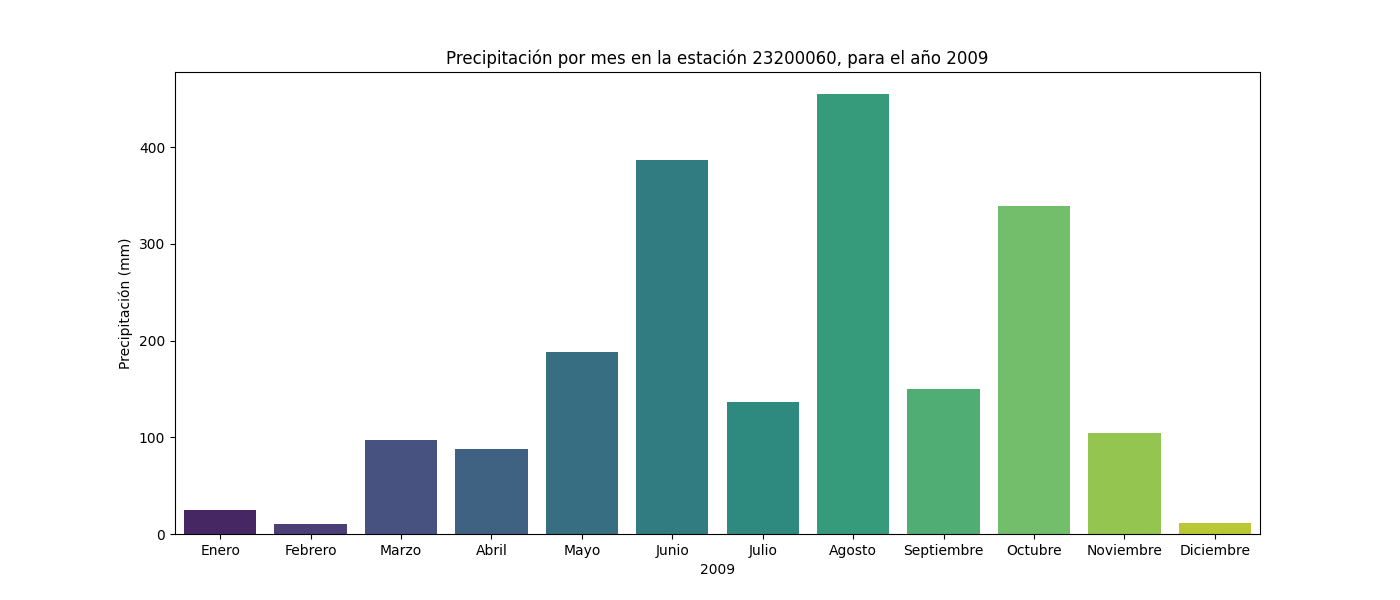 Precipitación por mes en la estación 23200060, para el año 2009
Precipitación (mm)
400
300
200
100
0
Enero Febrero Marzo Abril Mayo Junio Julio Agosto Septiembre Octubre Noviembre Diciembre
2009